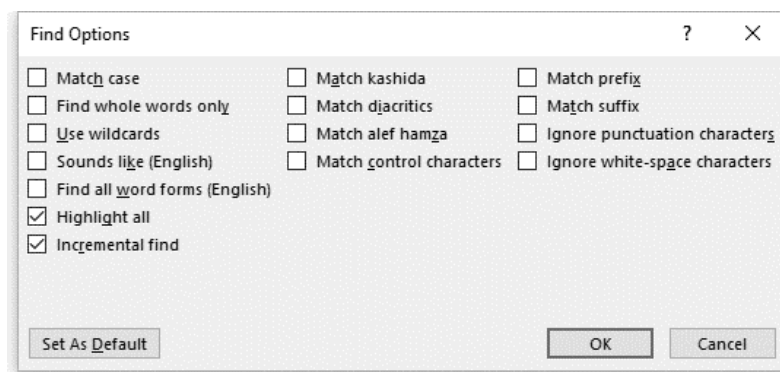 Find Options ?
Match case
Find whole words only
Use wildcards
Sounds like (English)
Find all word forms (English)
Highlight all
Incremental find
Match kashida
Match diacritics
Match alef hamza
Match control characters
Match prefix
Match suffix
Ignore punctuation characters
Ignore white-space characters
Set As Default
OK
Cancel